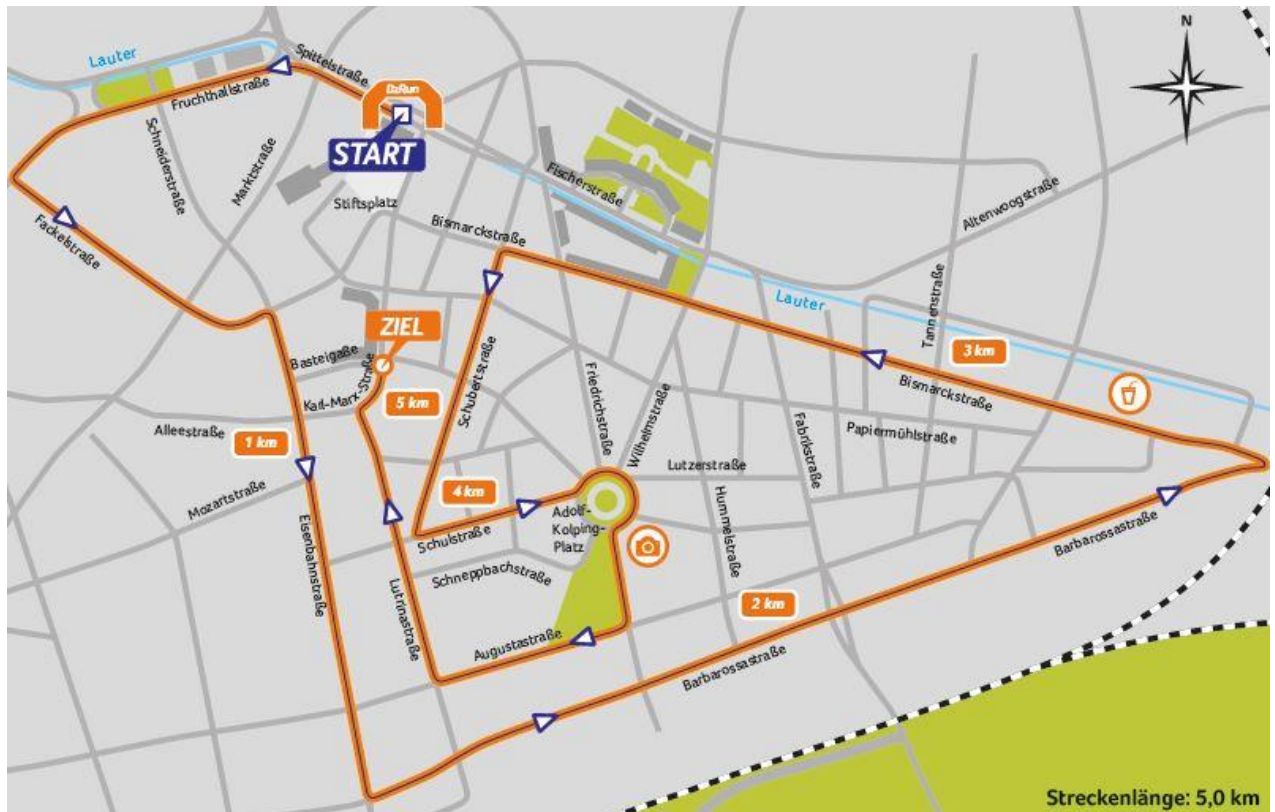 N
Lauter
Spittelstraße
B2Run
Fruchthallstraße
START
Schneiderstraße
Marktstraße
Stiftsplatz
Fischerstraße
Altenwoogstraße
Bismarckstraße
Fackelstraße
Lauter
Tannenstraße
ZIEL
3 km
Basteigaße
Karl-Marx-Straße
Schubertstraße
Friedrichstraße
Wilhelmstraße
Bismarckstraße
5 km
Alleestraße
1 km
Fabrikstraße
Papiermühlstraße
Lutzerstraße
Mozartstraße
4 km
Adolf-
Kolping-
Platz
Hummelstraße
Schulstraße
Barbarossastraße
Schneppbachstraße
Eisenbahnstraße
Lutrinastraße
2 km
Augustastraße
Barbarossastraße
Streckenlänge: 5,0 km